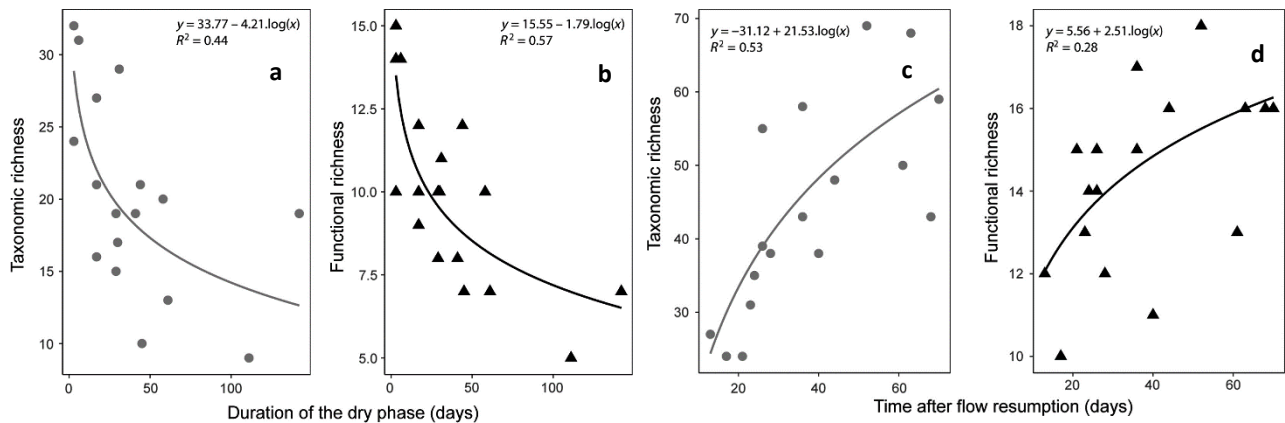 y = 33.77 – 4.21.log(x)
R² = 0.44
a
Taxonomic richness
30
25
20
15
10
0
50
100
y = 15.55 – 1.79.log(x)
R² = 0.57
b
Functional richness
15.0
12.5
10.0
7.5
5.0
0
50
100
Duration of the dry phase (days)
y = –31.12 + 21.53.log(x)
R² = 0.53
c
Taxonomic richness
70
60
50
40
30
20
40
60
y = 5.56 + 2.51.log(x)
R² = 0.28
d
Functional richness
18
16
14
12
10
20
40
60
Time after flow resumption (days)